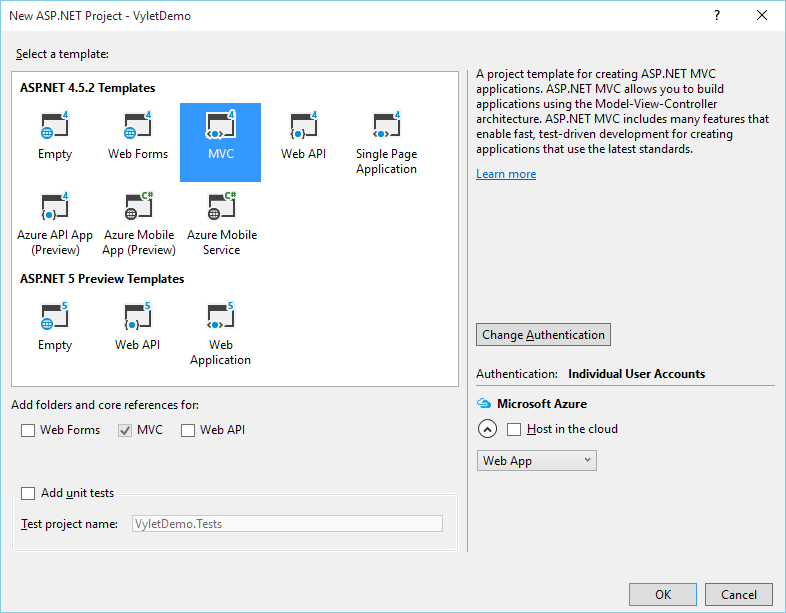 New ASP.NET Project - VyletDemo
?
Select a template:
ASP.NET 4.5.2 Templates
4 4 4 4 4
Empty Web Forms MVC Web API Single Page
Application
4 C# C#
Azure API App Azure Mobile Azure Mobile
(Preview) App (Preview) Service
ASP.NET 5 Preview Templates
5 5 5
Empty Web API Web
Application
A project template for creating ASP.NET MVC
applications. ASP.NET MVC allows you to build
applications using the Model-View-Controller
architecture. ASP.NET MVC includes many features that
enable fast, test-driven development for creating
applications that use the latest standards.
Learn more
Change Authentication
Authentication: Individual User Accounts
Microsoft Azure
Host in the cloud
Web App
Add folders and core references for:
Web Forms MVC Web API
Add unit tests
Test project name: VyletDemo.Tests
OK Cancel